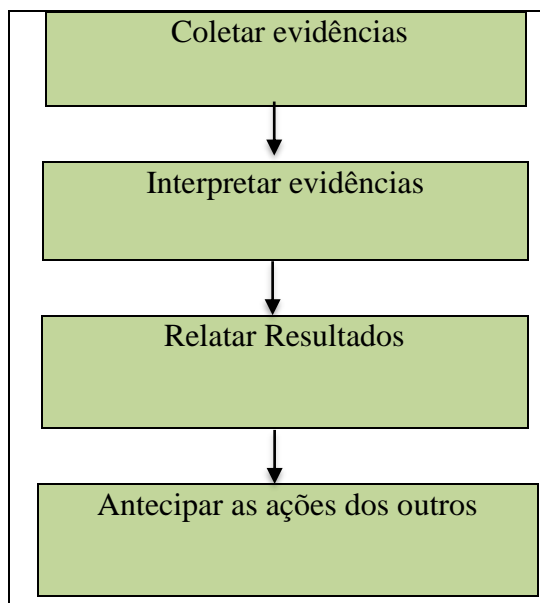 Coletar evidências
Interpretar evidências
Relatar Resultados
Antecipar as ações dos outros